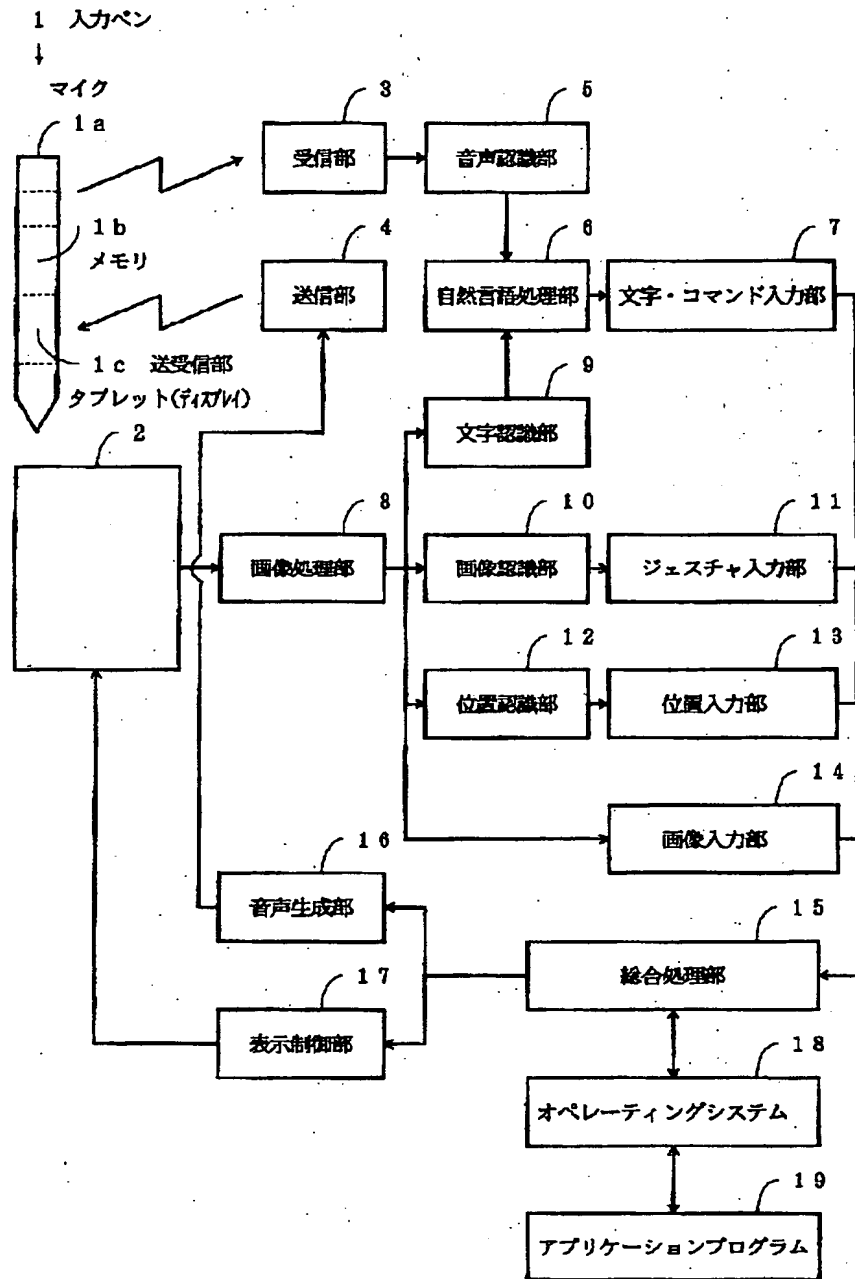 1 入力ペン
マイク
1a
3
5
受信部
音声認識部
1b
メモリ
4
6
7
送信部
自然言語処理部
文字・コマンド入力部
1c 送受信部
タブレット(ディスプレイ)
9
文字認識部
2
8
10
11
画像処理部
画像認識部
ジェスチャ入力部
12
13
位置認識部
位置入力部
14
画像入力部
16
音声生成部
15
総合処理部
17
表示制御部
18
オペレーティングシステム
19
アプリケーションプログラム